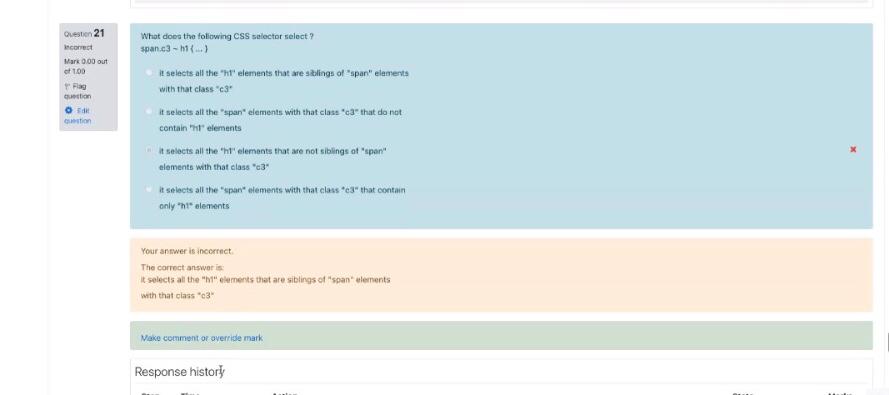 Question 21
Incorrect
Mark 0.00 out
of 1.00
Flag
question
Edit
question
What does the following CSS selector select ?
span.c3 ~ h1 { ... }
it selects all the "h1" elements that are siblings of "span" elements
with that class "c3"
it selects all the "span" elements with that class "c3" that do not
contain "h1" elements
it selects all the "h1" elements that are not siblings of "span"
elements with that class "c3"
it selects all the "span" elements with that class "c3" that contain
only "h1" elements
Your answer is incorrect.
The correct answer is:
it selects all the "h1" elements that are siblings of "span" elements
with that class "c3"
Make comment or override mark
Response history